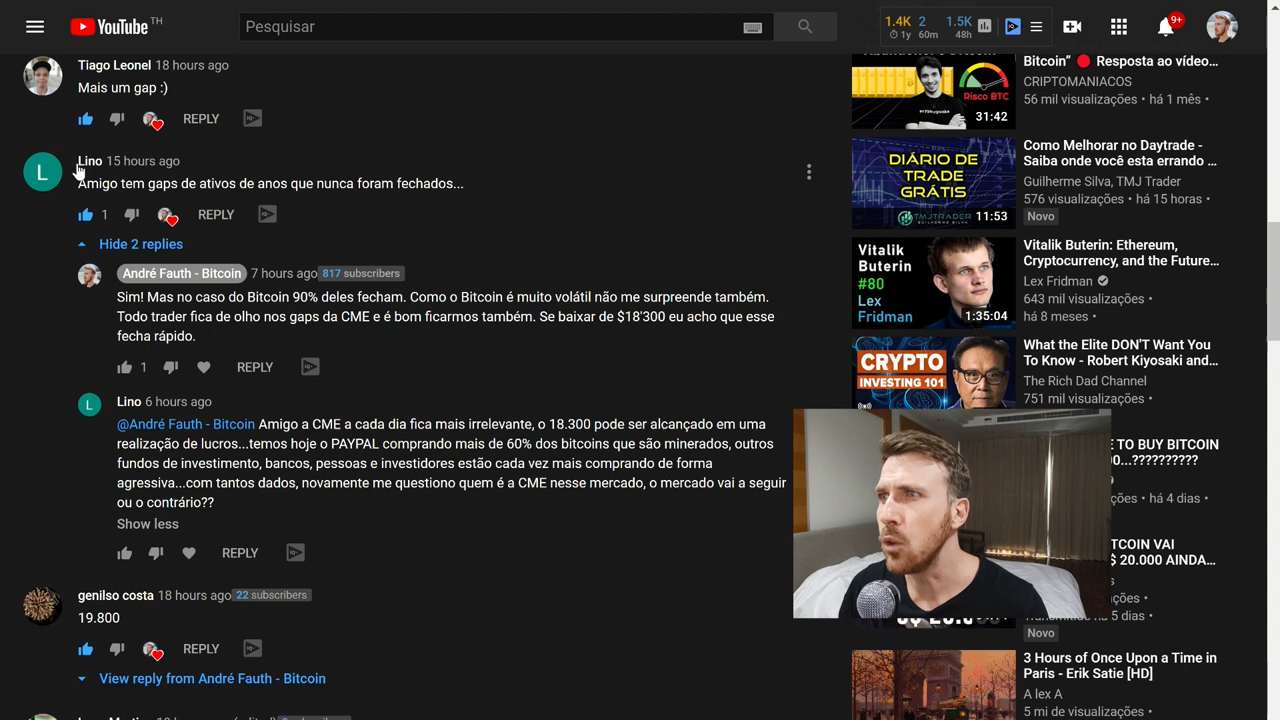 YouTube TH
Pesquisar
1.4K 2 1.5K
1y 60m 48h
9+
Tiago Leonel 18 hours ago
Mais um gap :)
REPLY
L
Lino 15 hours ago
Amigo tem gaps de ativos de anos que nunca foram fechados...
1 REPLY
Hide 2 replies
André Fauth - Bitcoin 7 hours ago 817 subscribers
Sim! Mas no caso do Bitcoin 90% deles fecham. Como o Bitcoin é muito volátil não me surpreende também.
Todo trader fica de olho nos gaps da CME e é bom ficarmos também. Se baixar de $18'300 eu acho que esse
fecha rápido.
1 REPLY
L
Lino 6 hours ago
@André Fauth - Bitcoin Amigo a CME a cada dia fica mais irrelevante, o 18.300 pode ser alcançado em uma
realização de lucros...temos hoje o PAYPAL comprando mais de 60% dos bitcoins que são minerados, outros
fundos de investimento, bancos, pessoas e investidores estão cada vez mais comprando de forma
agressiva...com tantos dados, novamente me questiono quem é a CME nesse mercado, o mercado vai a seguir
ou o contrário??
Show less
REPLY
genilso costa 18 hours ago 22 subscribers
19.800
REPLY
View reply from André Fauth - Bitcoin
Risco BTC
31:42
Bitcoin” 🔴 Resposta ao vídeo...
CRIPTOMANIACOS
56 mil visualizações • há 1 mês •
DIÁRIO DE
TRADE
GRÁTIS
TMJTRADER
11:53
Como Melhorar no Daytrade -
Saiba onde você esta errando ...
Guilherme Silva, TMJ Trader
576 visualizações • há 15 horas •
Novo
Vitalik
Buterin
#80
Lex
Fridman
1:35:04
Vitalik Buterin: Ethereum,
Cryptocurrency, and the Future...
Lex Fridman
643 mil visualizações •
há 8 meses •
CRYPTO
INVESTING 101
What the Elite DON'T Want You
To Know - Robert Kiyosaki and...
The Rich Dad Channel
751 mil visualizações •
TO BUY BITCOIN
...??????????
ções • há 4 dias •
TCOIN VAI
$ 20.000 AINDA...
ções •
5 dias •
Novo
3 Hours of Once Upon a Time in
Paris - Erik Satie [HD]
A lex A
5 mi de visualizações •